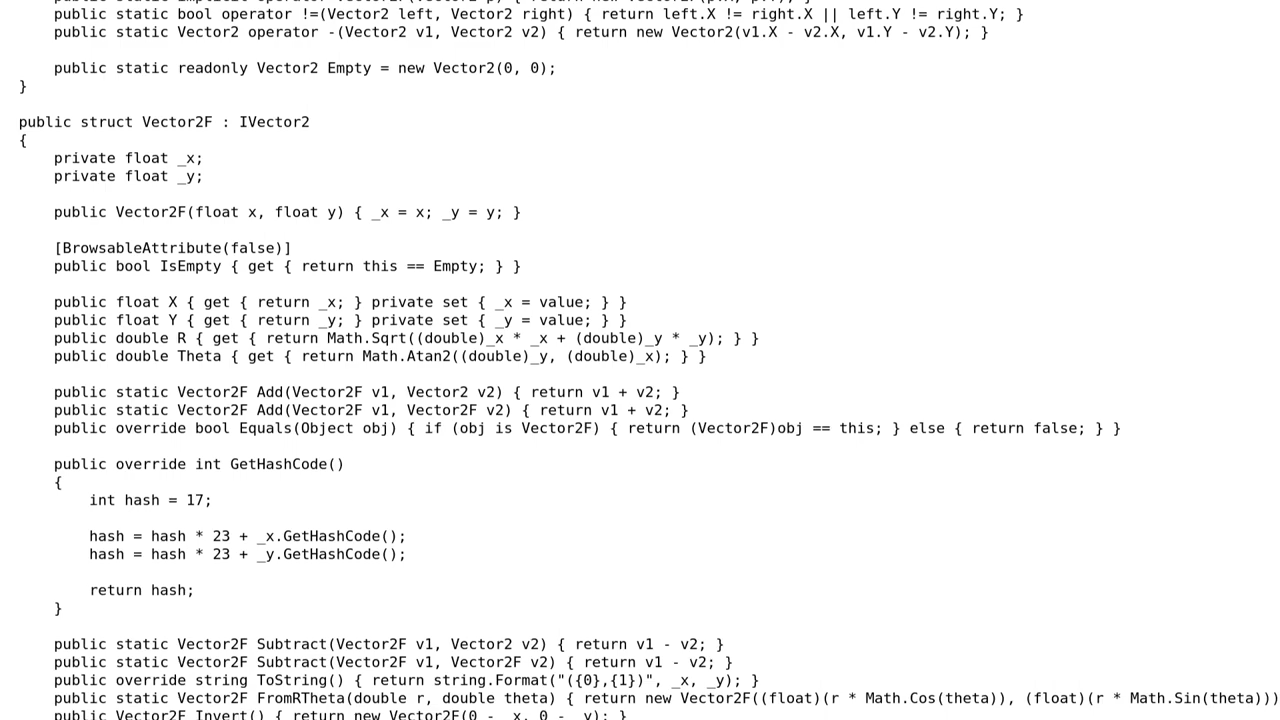 public static bool operator !=(Vector2 left, Vector2 right) { return left.X != right.X || left.Y != right.Y; }
public static Vector2 operator -(Vector2 v1, Vector2 v2) { return new Vector2(v1.X - v2.X, v1.Y - v2.Y); }
public static readonly Vector2 Empty = new Vector2(0, 0);
}
public struct Vector2F : IVector2
{
private float _x;
private float _y;
public Vector2F(float x, float y) { _x = x; _y = y; }
[BrowsableAttribute(false)]
public bool IsEmpty { get { return this == Empty; } }
public float X { get { return _x; } private set { _x = value; } }
public float Y { get { return _y; } private set { _y = value; } }
public double R { get { return Math.Sqrt((double)_x * _x + (double)_y * _y); } }
public double Theta { get { return Math.Atan2((double)_y, (double)_x); } }
public static Vector2F Add(Vector2F v1, Vector2 v2) { return v1 + v2; }
public static Vector2F Add(Vector2F v1, Vector2F v2) { return v1 + v2; }
public override bool Equals(Object obj) { if (obj is Vector2F) { return (Vector2F)obj == this; } else { return false; } }
public override int GetHashCode()
{
int hash = 17;
hash = hash * 23 + _x.GetHashCode();
hash = hash * 23 + _y.GetHashCode();
return hash;
}
public static Vector2F Subtract(Vector2F v1, Vector2 v2) { return v1 - v2; }
public static Vector2F Subtract(Vector2F v1, Vector2F v2) { return v1 - v2; }
public override string ToString() { return string.Format("({0},{1})", _x, _y); }
public static Vector2F FromRTheta(double r, double theta) { return new Vector2F((float)(r * Math.Cos(theta)), (float)(r * Math.Sin(theta)))
public Vector2F Invert() { return new Vector2F(0 - _x, 0 - _y); }